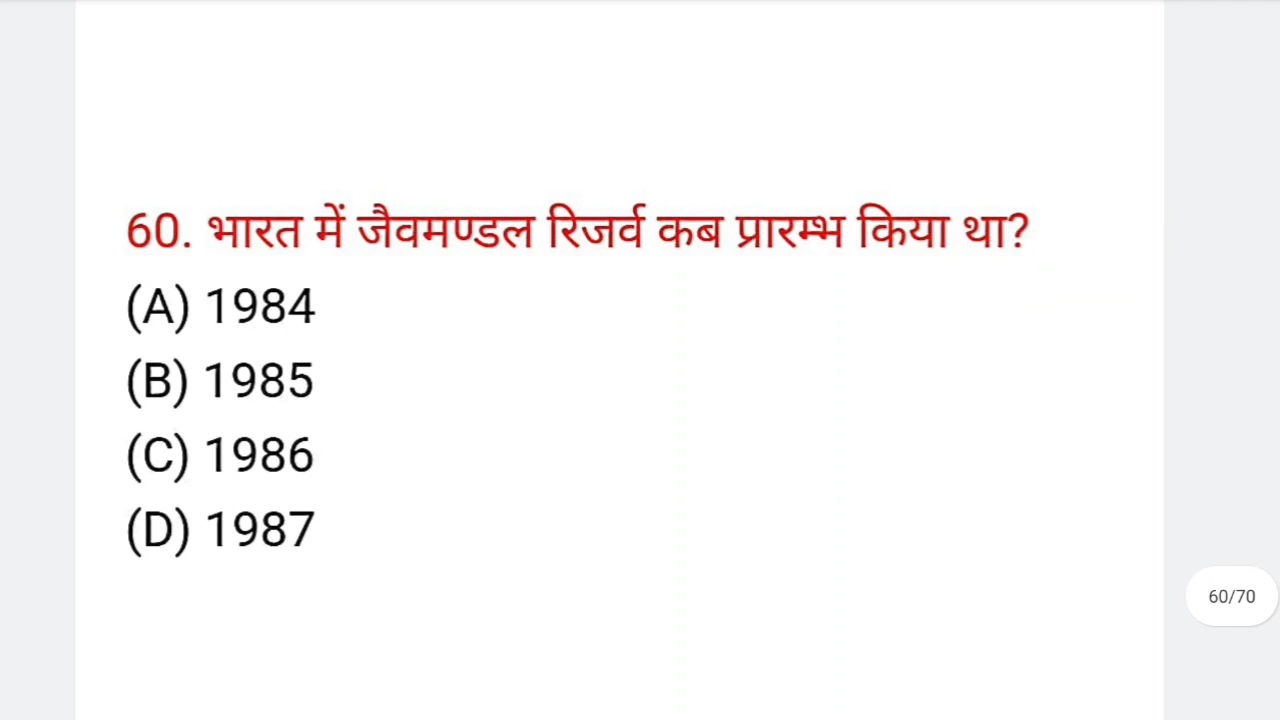 60. भारत में जैवमण्डल रिजर्व कब प्रारम्भ किया था?
(A) 1984
(B) 1985
(C) 1986
(D) 1987
60/70